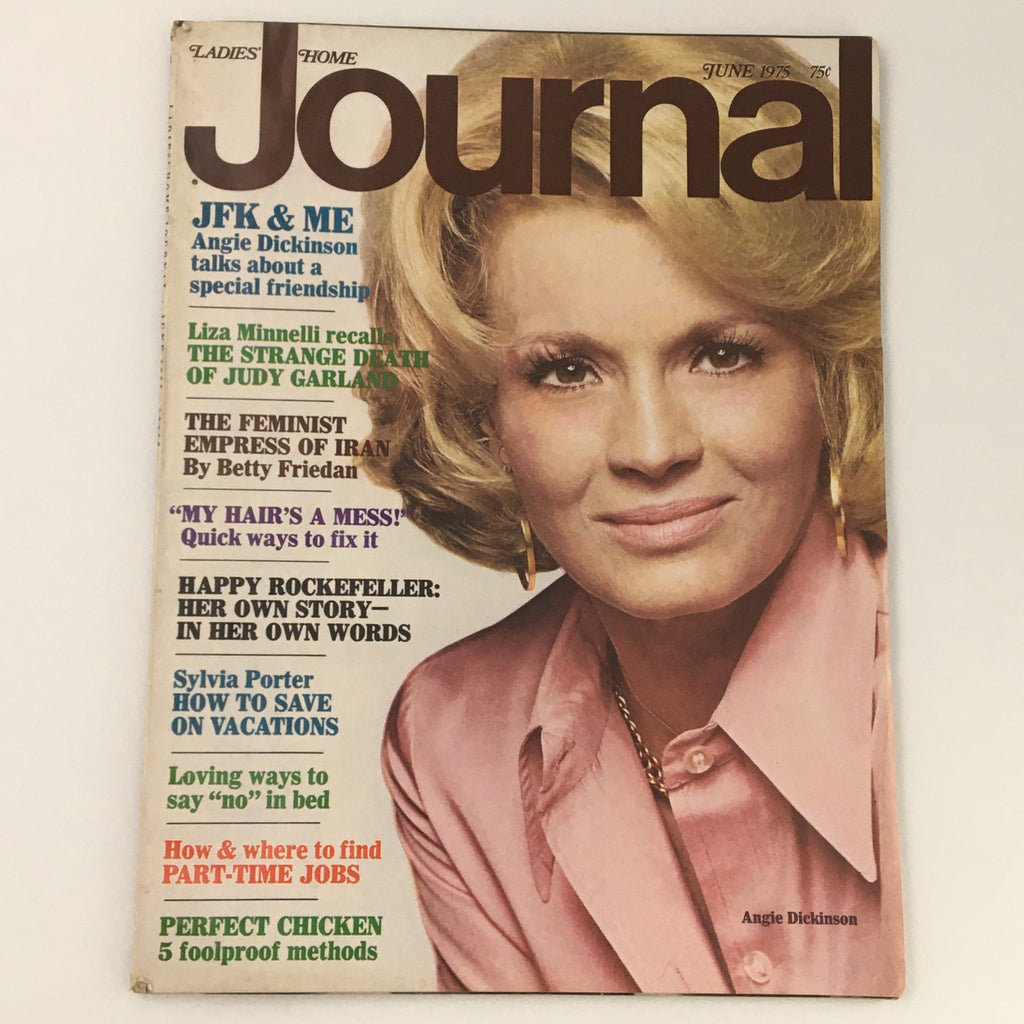 LADIES' HOME
JUNE 1975 75¢
Journal
JFK & ME
Angie Dickinson
talks about a
special friendship
Liza Minnelli recalls
THE STRANGE DEATH
OF JUDY GARLAND
THE FEMINIST
EMPRESS OF IRAN
By Betty Friedan
“MY HAIR'S A MESS!”
Quick ways to fix it
HAPPY ROCKEFELLER:
HER OWN STORY—
IN HER OWN WORDS
Sylvia Porter
HOW TO SAVE
ON VACATIONS
Loving ways to
say “no” in bed
How & where to find
PART-TIME JOBS
PERFECT CHICKEN
5 foolproof methods
Angie Dickinson